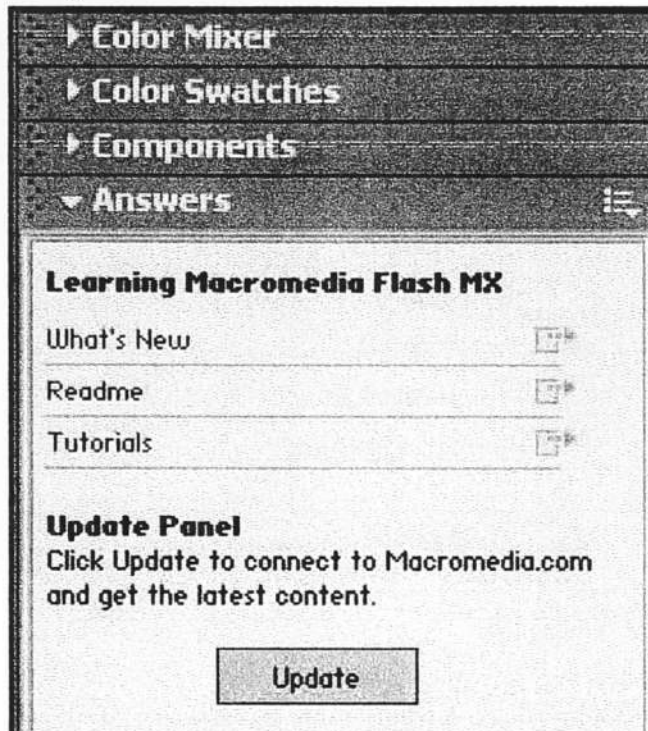 Color Mixer
Color Swatches
Components
Answers
Learning Macromedia Flash MX
What's New
Readme
Tutorials
Update Panel
Click Update to connect to Macromedia.com
and get the latest content.
Update